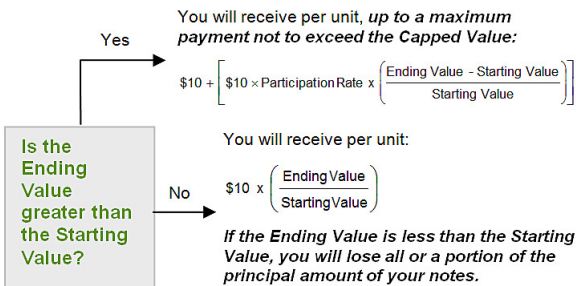 You will receive per unit, up to a maximum
payment not to exceed the Capped Value:
Yes
$10 + [ $10 × Participation Rate x ( Ending Value - Starting Value
Starting Value ) ]
Is the
Ending
Value
greater than
the Starting
Value?
You will receive per unit:
No
$10 x ( Ending Value
Starting Value )
If the Ending Value is less than the Starting
Value, you will lose all or a portion of the
principal amount of your notes.